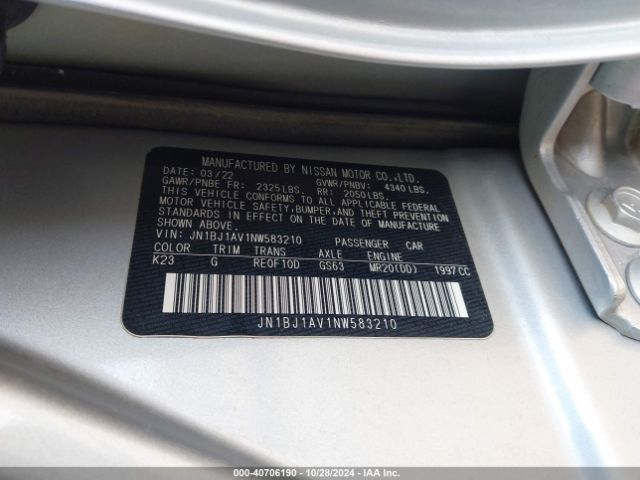 MANUFACTURED BY NISSAN MOTOR CO.,LTD.
DATE: 03/22 GVWR/PNBV: 4340 LBS.
GAWR/PNBE FR: 2325LBS. RR: 2050LBS.
THIS VEHICLE CONFORMS TO ALL APPLICABLE FEDERAL
MOTOR VEHICLE SAFETY,BUMPER,AND THEFT PREVENTION
STANDARDS IN EFFECT ON THE DATE OF MANUFACTURE
SHOWN ABOVE.
VIN: JN1BJ1AV1NW583210 PASSENGER CAR
COLOR TRIM TRANS AXLE ENGINE
K23 G RE0F10D GS63 MR20(DD) 1997CC
JN1BJ1AV1NW583210
000-40706190 - 10/28/2024 - IAA Inc.